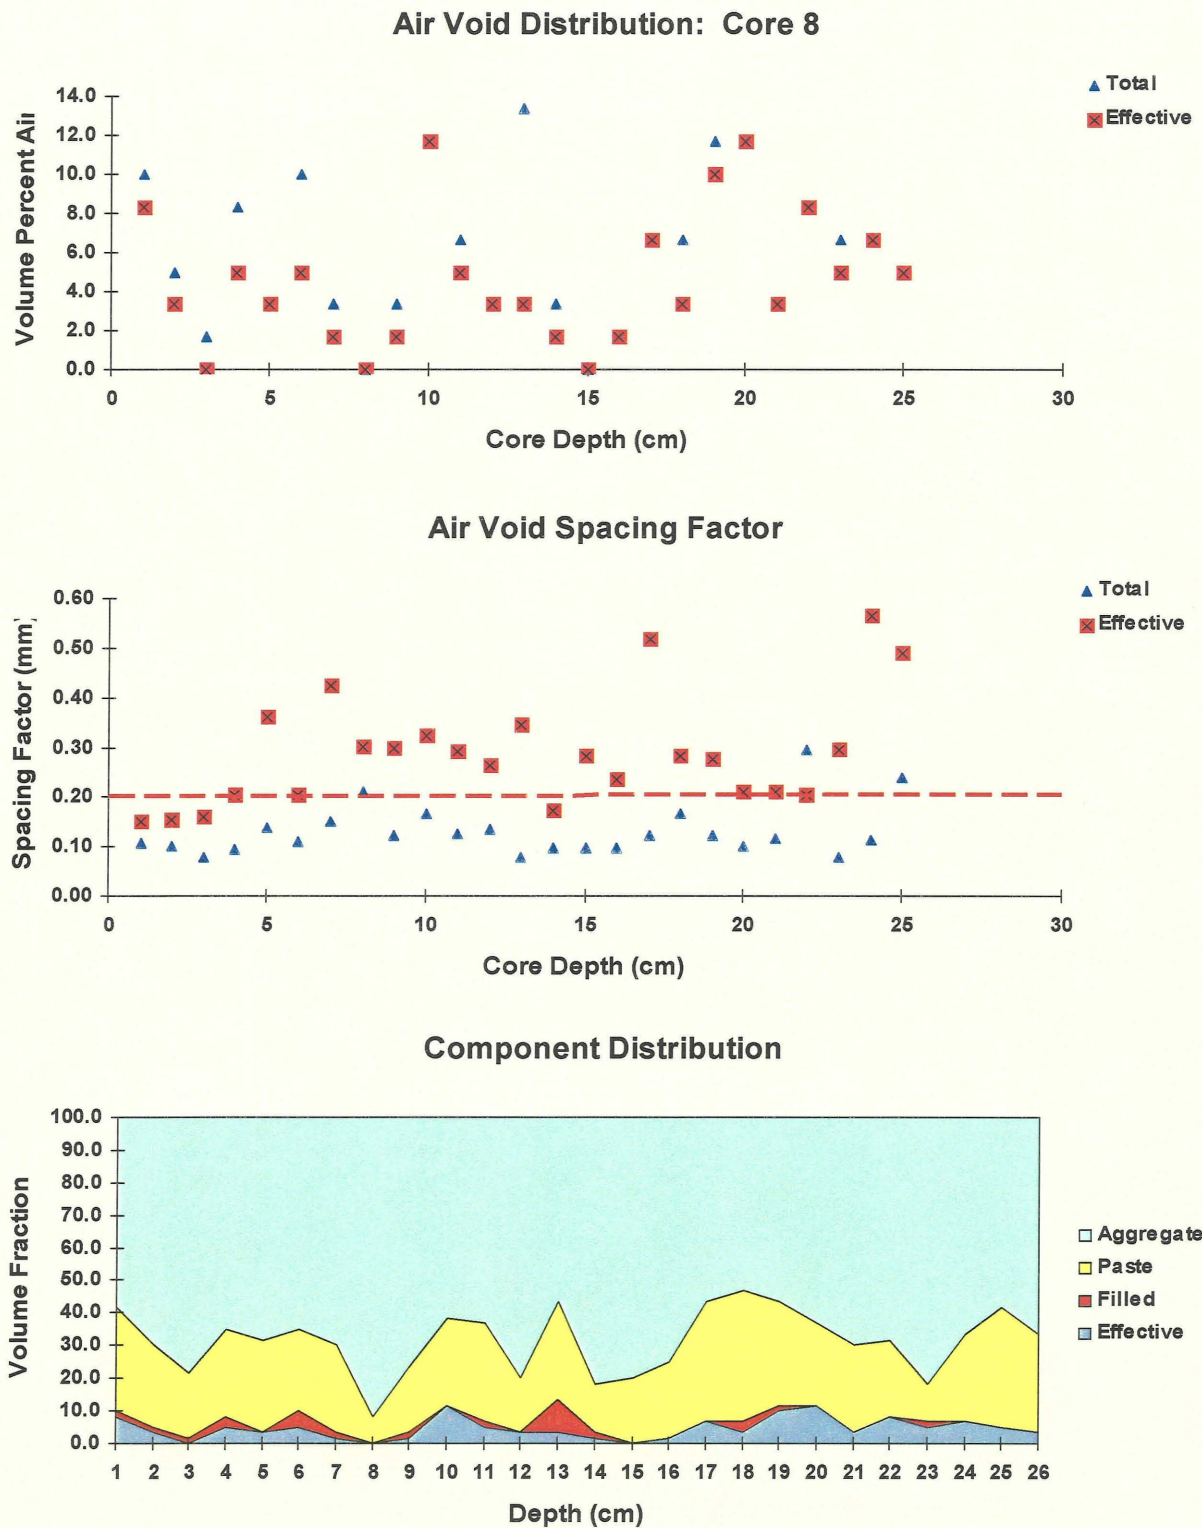 Air Void Distribution: Core 8
Total
Effective
Volume Percent Air
14.0
12.0
10.0
8.0
6.0
4.0
2.0
0.0
0 5 10 15 20 25 30
Core Depth (cm)
Air Void Spacing Factor
Total
Effective
Spacing Factor (mm)
0.60
0.50
0.40
0.30
0.20
0.10
0.00
0 5 10 15 20 25 30
Core Depth (cm)
Component Distribution
Volume Fraction
100.0
90.0
80.0
70.0
60.0
50.0
40.0
30.0
20.0
10.0
0.0
Aggregate
Paste
Filled
Effective
1 2 3 4 5 6 7 8 9 10 11 12 13 14 15 16 17 18 19 20 21 22 23 24 25 26
Depth (cm)